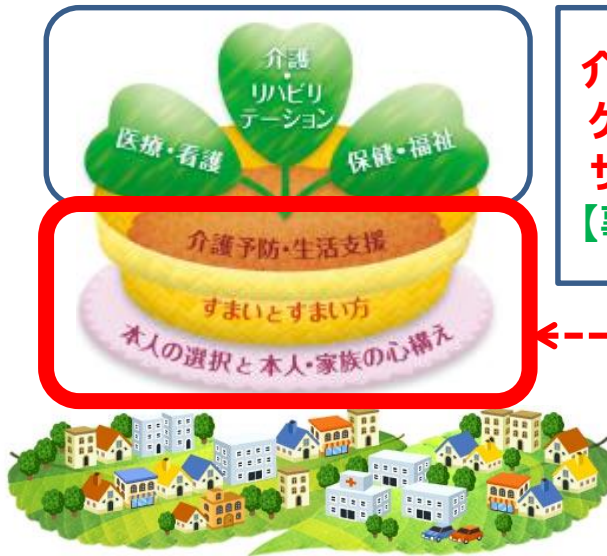 介護
・
リハビリ
テーション
医療・看護
保健・福祉
介護予防・生活支援
すまいとすまい方
本人の選択と本人・家族の心構え
介
サ
【